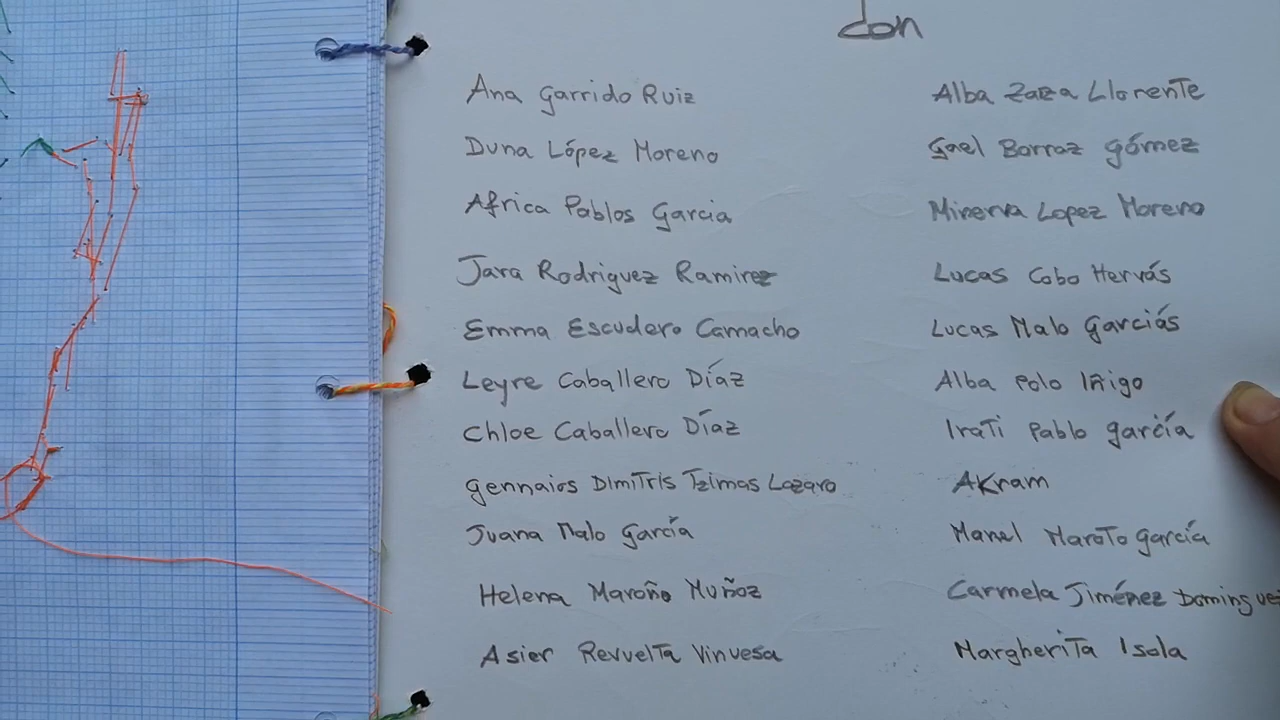 don
Ana Garrido Ruiz
Duna López Moreno
Africa Pablos Garcia
Jara Rodriguez Ramirez
Emma Escudero Camacho
Leyre Caballero Díaz
Chloe Caballero Díaz
Gennaios Dimitris Tzimas Lazaro
Juana Malo García
Helena Maroño Muñoz
Asier Revuelta Vinuesa
Alba Zaza Llorente
Gael Borraz Gómez
Minerva Lopez Moreno
Lucas Cobo Hervás
Lucas Malo Garciás
Alba Polo Iñigo
Irati Pablo García
Akram
Manel Maroto García
Carmela Jiménez Domingue
Margherita Isola